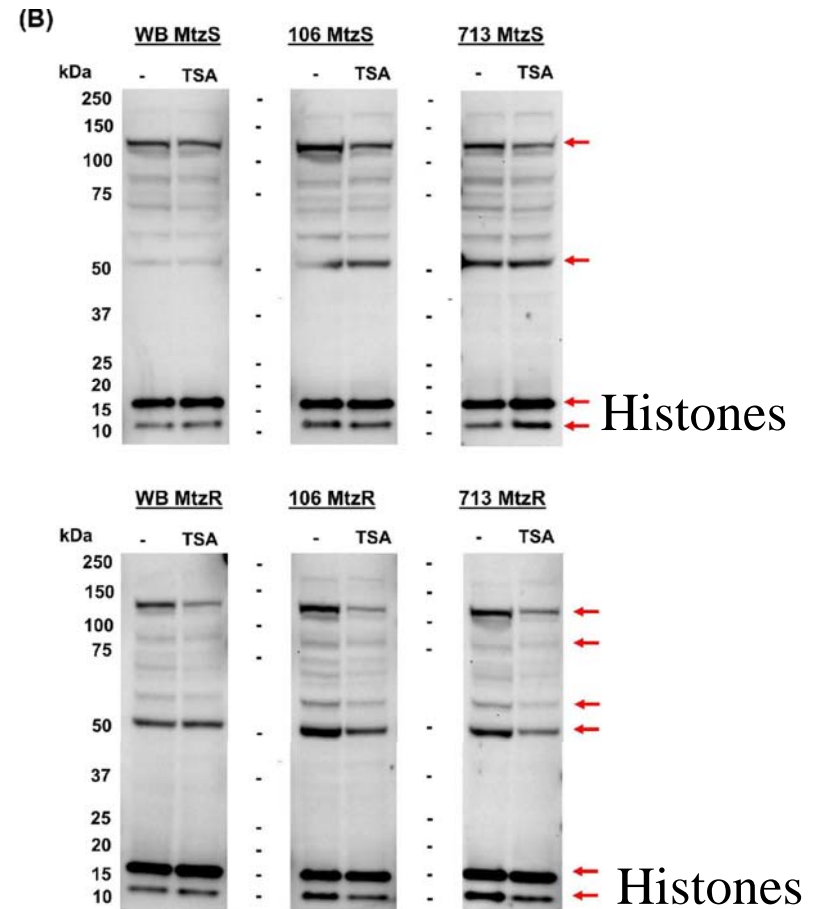 (B)
WB MtzS 106 MtzS 713 MtzS
kDa - TSA - TSA - TSA
250
150
100
75
50
37
25
20
15
10
Histones
WB MtzR 106 MtzR 713 MtzR
kDa - TSA - TSA - TSA
250
150
100
75
50
37
25
20
15
10
Histones